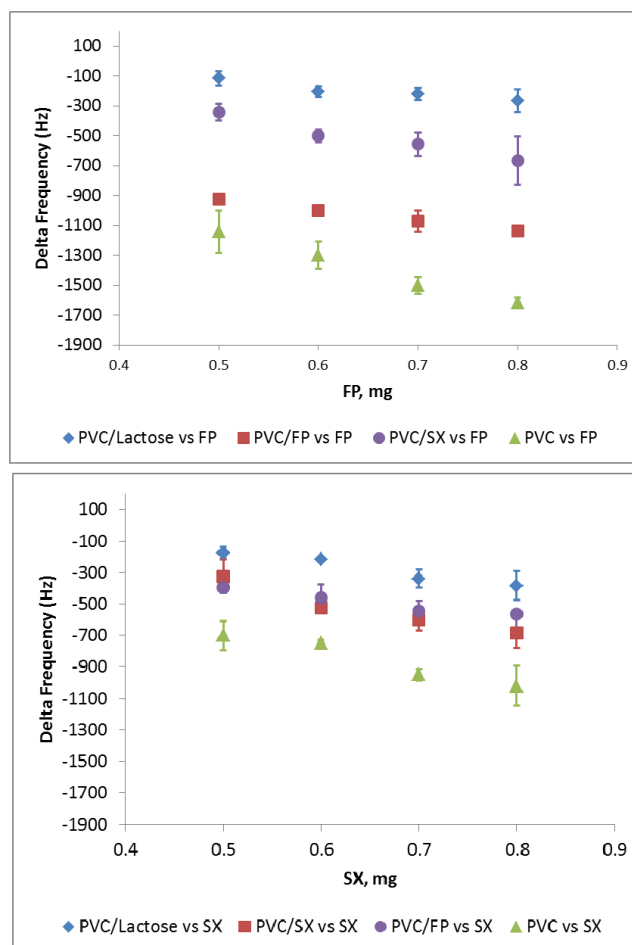 100
-100
-300
-500
-700
-900
-1100
-1300
-1500
-1700
-1900
Delta Frequency (Hz)
0.4 0.5 0.6 0.7 0.8 0.9
FP, mg
PVC/Lactose vs FP PVC/FP vs FP PVC/SX vs FP PVC vs FP
100
-100
-300
-500
-700
-900
-1100
-1300
-1500
-1700
-1900
Delta Frequency (Hz)
0.4 0.5 0.6 0.7 0.8 0.9
SX, mg
PVC/Lactose vs SX PVC/SX vs SX PVC/FP vs SX PVC vs SX